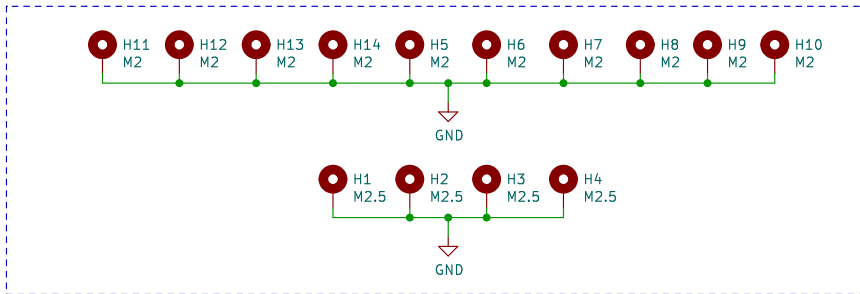 H11 H12 H13 H14 H5 H6 H7 H8 H9 H10
M2 M2 M2 M2 M2 M2 M2 M2 M2 M2
GND
H1 H2 H3 H4
M2.5 M2.5 M2.5 M2.5
GND